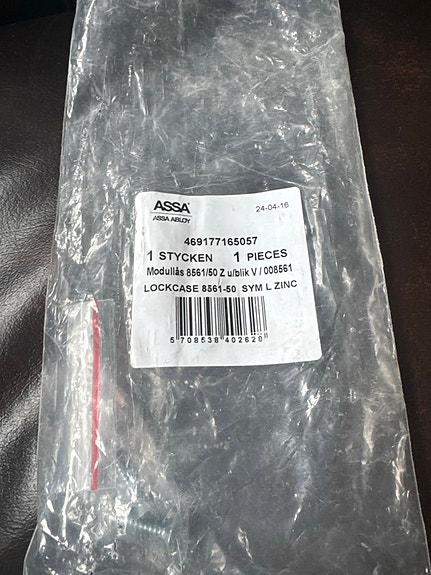 ASSA
ASSA ABLOY
24-04-16
469177165057
1 STYCKEN 1 PIECES
Modullås 8561/50 Z u/blik V / 008561
LOCKCASE 8561-50 SYM L ZINC
5 708538 402620